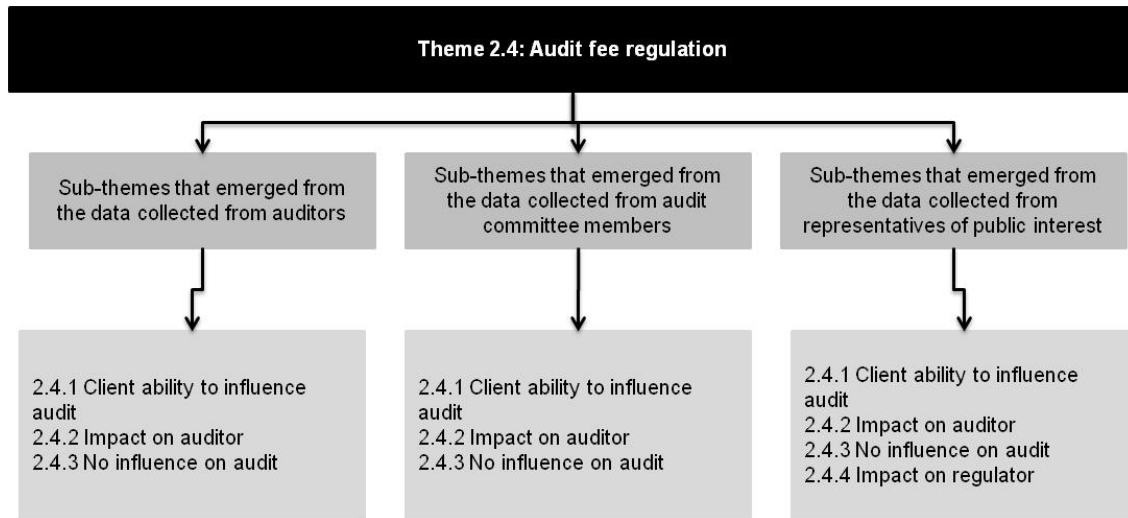 Theme 2.4: Audit fee regulation
Sub-themes that emerged from
the data collected from auditors
Sub-themes that emerged from
the data collected from audit
committee members
Sub-themes that emerged from
the data collected from
representatives of public interest
2.4.1 Client ability to influence
audit
2.4.2 Impact on auditor
2.4.3 No influence on audit
2.4.1 Client ability to influence
audit
2.4.2 Impact on auditor
2.4.3 No influence on audit
2.4.1 Client ability to influence
audit
2.4.2 Impact on auditor
2.4.3 No influence on audit
2.4.4 Impact on regulator